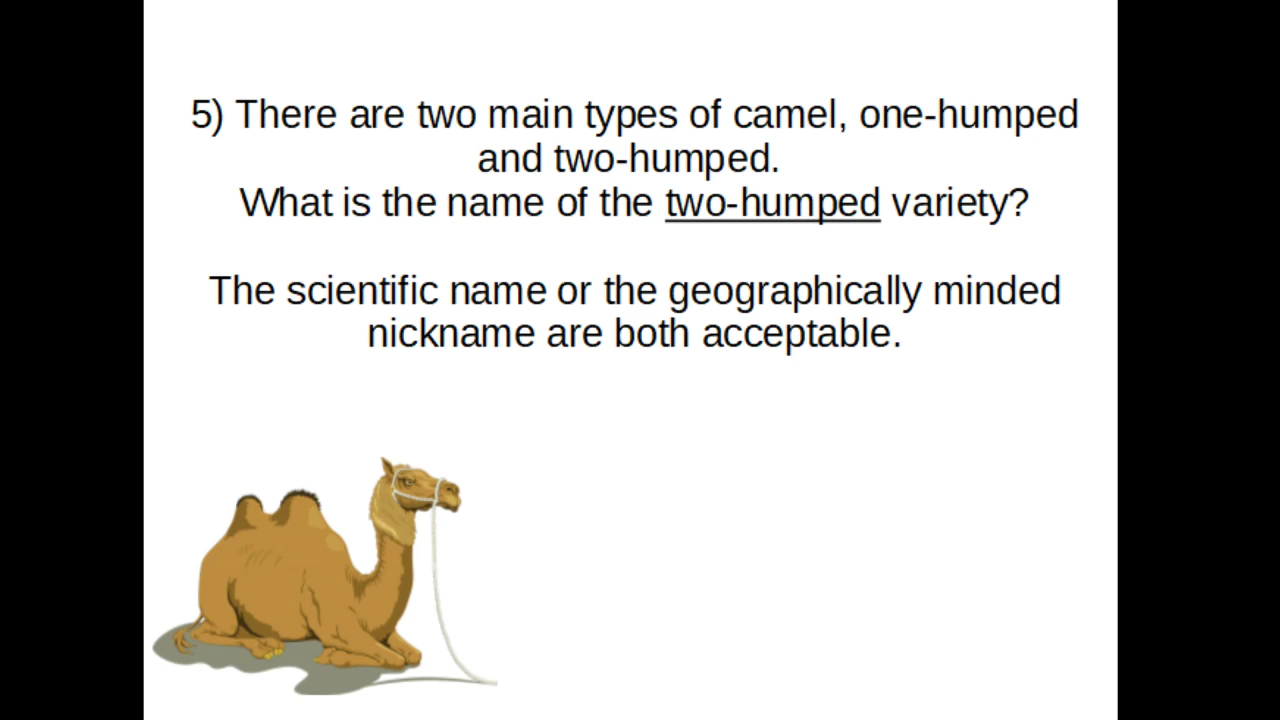 5) There are two main types of camel, one-humped
and two-humped.
What is the name of the two-humped variety?
The scientific name or the geographically minded
nickname are both acceptable.